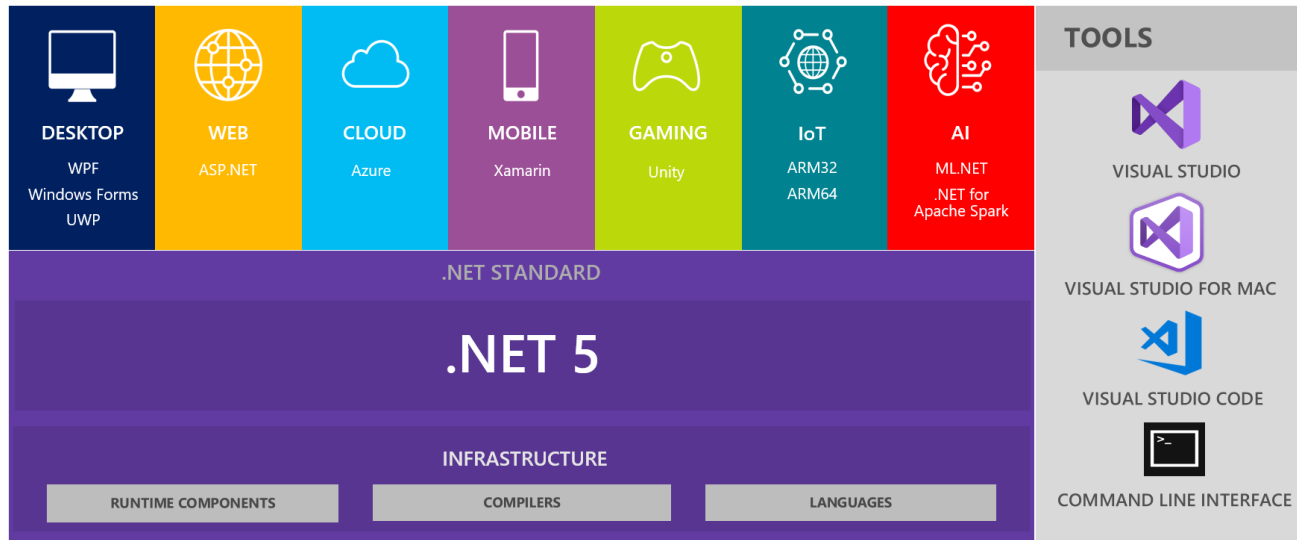 DESKTOP
WPF
Windows Forms
UWP
WEB
ASP.NET
CLOUD
Azure
MOBILE
Xamarin
GAMING
Unity
IoT
ARM32
ARM64
AI
ML.NET
.NET for
Apache Spark
.NET STANDARD
.NET 5
INFRASTRUCTURE
RUNTIME COMPONENTS
COMPILERS
LANGUAGES
TOOLS
VISUAL STUDIO
VISUAL STUDIO FOR MAC
VISUAL STUDIO CODE
>_
COMMAND LINE INTERFACE